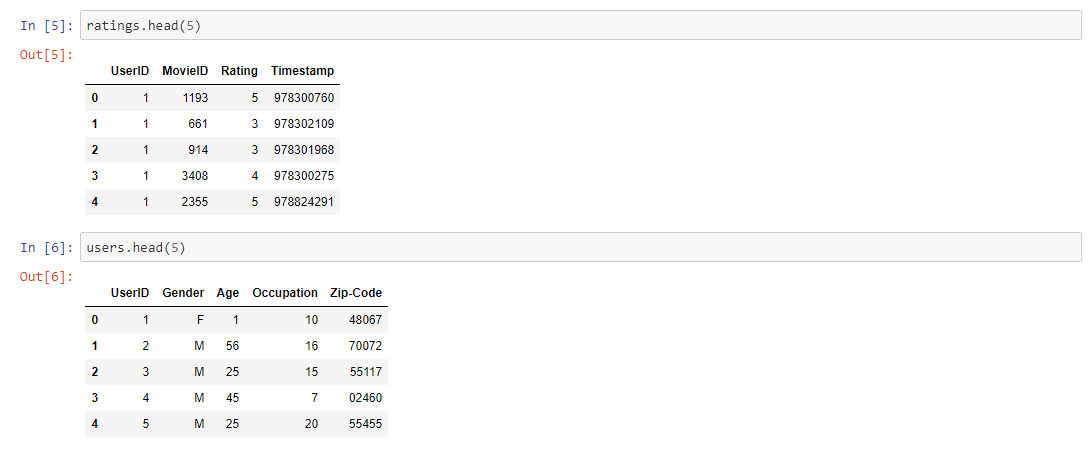 In [5]: ratings.head(5)
Out[5]:
UserID MovieID Rating Timestamp
0 1 1193 5 978300760
1 1 661 3 978302109
2 1 914 3 978301968
3 1 3408 4 978300275
4 1 2355 5 978824291
In [6]: users.head(5)
Out[6]:
UserID Gender Age Occupation Zip-Code
0 1 F 1 10 48067
1 2 M 56 16 70072
2 3 M 25 15 55117
3 4 M 45 7 02460
4 5 M 25 20 55455